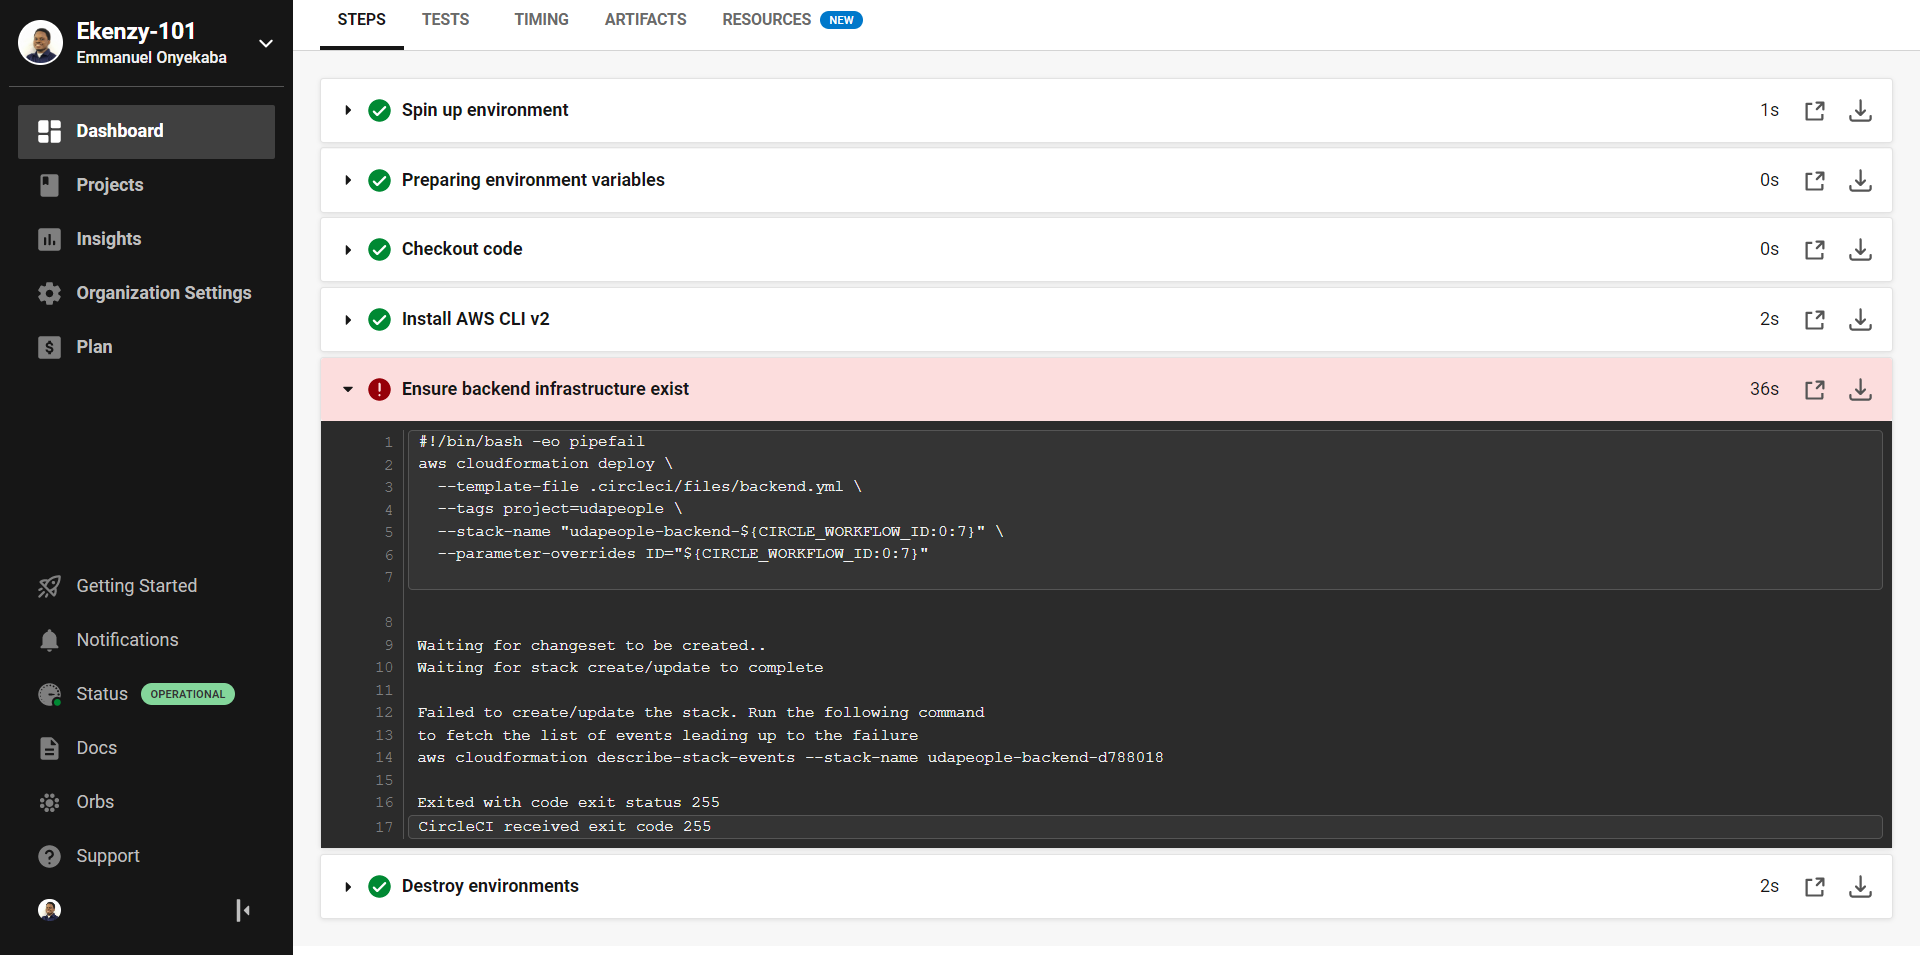 Ekenzy-101
Emmanuel Onyekaba
Dashboard
Projects
Insights
Organization Settings
Plan
Getting Started
Notifications
Status OPERATIONAL
Docs
Orbs
Support
STEPS TESTS TIMING ARTIFACTS RESOURCES NEW
Spin up environment 1s
Preparing environment variables 0s
Checkout code 0s
Install AWS CLI v2 2s
Ensure backend infrastructure exist 36s
1 #!/bin/bash -eo pipefail
2 aws cloudformation deploy \
3 --template-file .circleci/files/backend.yml \
4 --tags project=udapeople \
5 --stack-name "udapeople-backend-${CIRCLE_WORKFLOW_ID:0:7}" \
6 --parameter-overrides ID="${CIRCLE_WORKFLOW_ID:0:7}"
7
8
9 Waiting for changeset to be created..
10 Waiting for stack create/update to complete
11
12 Failed to create/update the stack. Run the following command
13 to fetch the list of events leading up to the failure
14 aws cloudformation describe-stack-events --stack-name udapeople-backend-d788018
15
16 Exited with code exit status 255
17 CircleCI received exit code 255
Destroy environments 2s